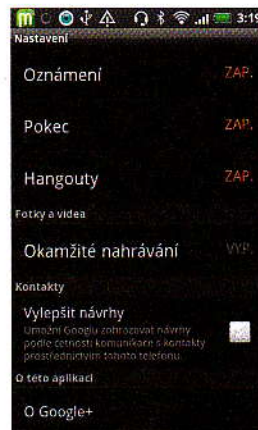 3:19
Nastavení
Oznámení ZAP.
Pokec ZAP.
Hangouty ZAP.
Fotky a videa
Okamžité nahrávání VYP.
Kontakty
Vylepšit návrhy
Umožní Googlu zobrazovat návrhy
podle četnosti komunikace s kontakty
prostřednictvím tohoto telefonu.
O této aplikaci
O Google+